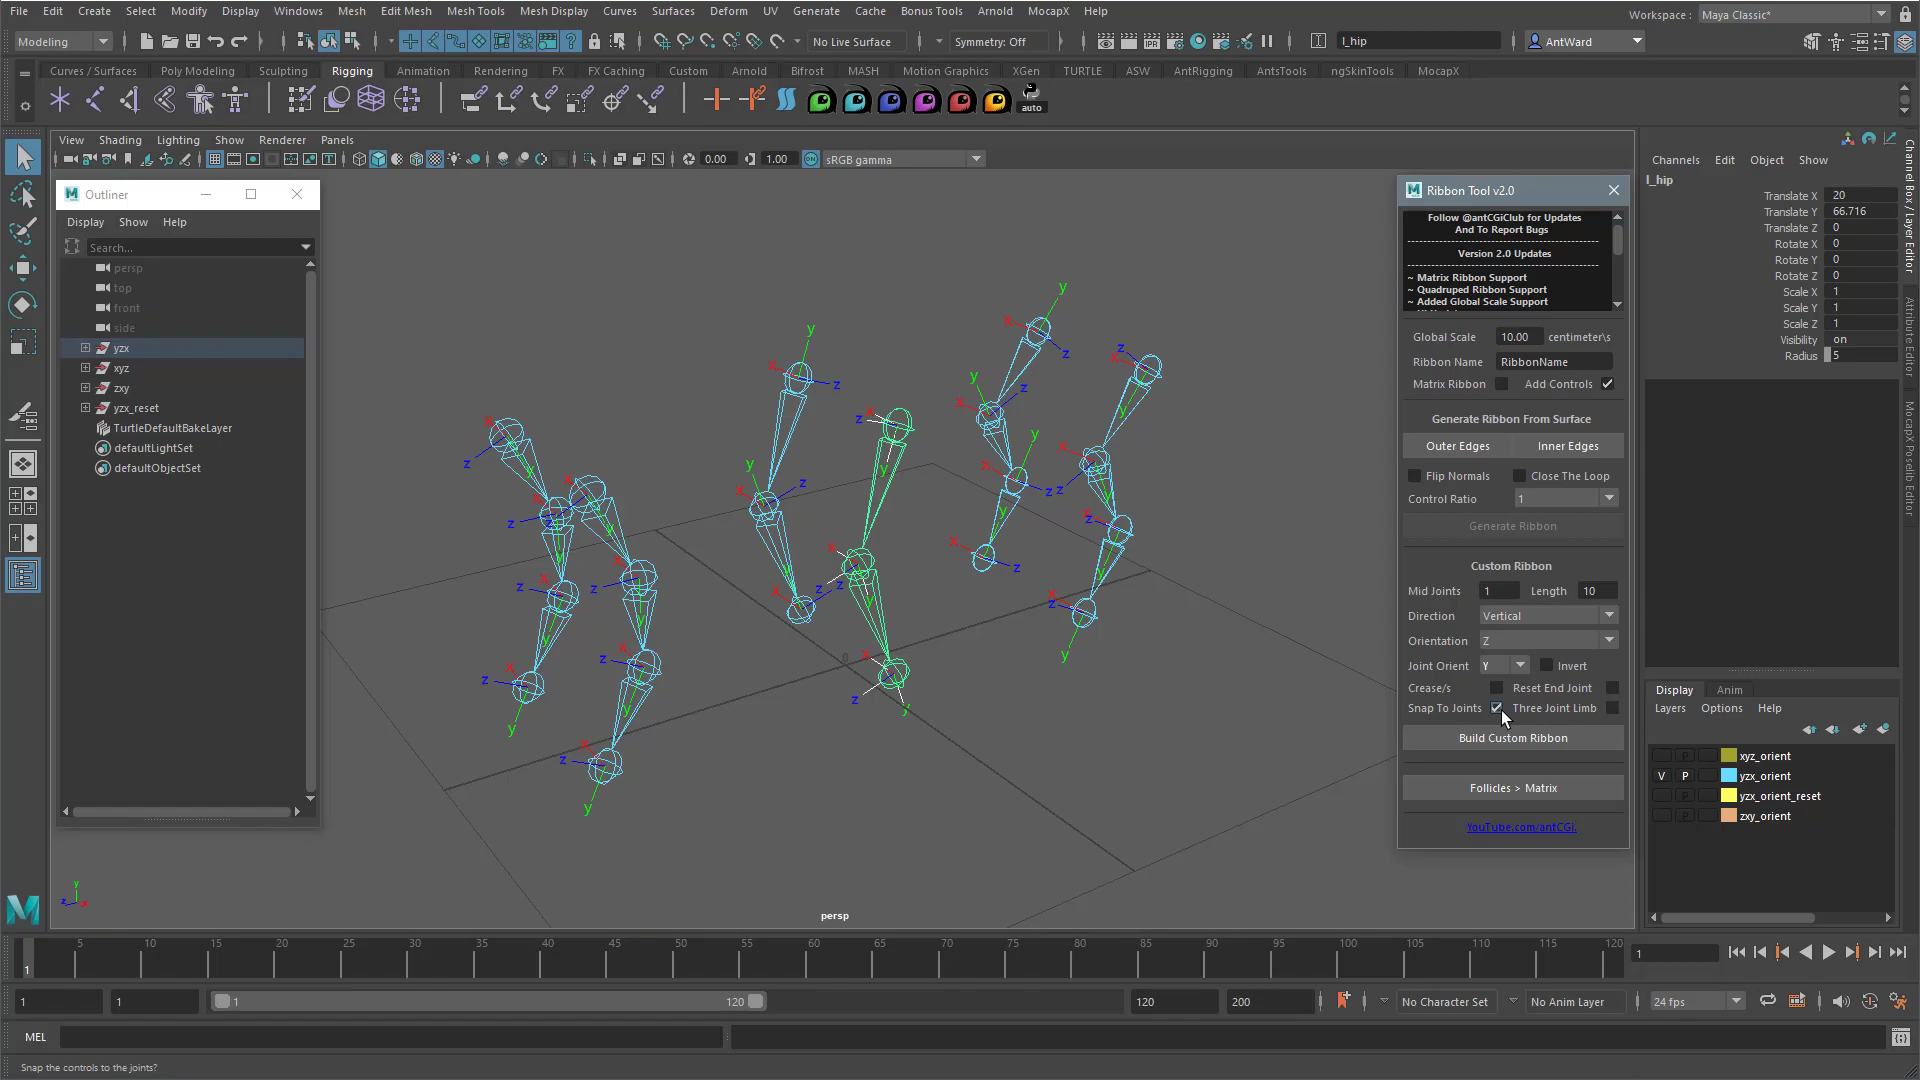 File Edit Create Select Modify Display Windows Mesh Edit Mesh Mesh Tools Mesh Display Curves Surfaces Deform UV Generate Cache Bonus Tools Arnold MocapX Help
Workspace : Maya Classic*
Modeling No Live Surface Symmetry: Off l_hip AntWard
Curves / Surfaces Poly Modeling Sculpting Rigging Animation Rendering FX FX Caching Custom Arnold Bifrost MASH Motion Graphics XGen TURTLE ASW AntRigging AntsTools ngSkinTools MocapX
IPR
auto
View Shading Lighting Show Renderer Panels
0.00 1.00 sRGB gamma
Outliner
Display Show Help
Search...
persp
top
front
side
yzx
xyz
zxy
yzx_reset
TurtleDefaultBakeLayer
defaultLightSet
defaultObjectSet
persp
Ribbon Tool v2.0
Follow @antCGiClub for Updates
And To Report Bugs
Version 2.0 Updates
~ Matrix Ribbon Support
~ Quadruped Ribbon Support
~ Added Global Scale Support
Global Scale 10.00 centimeter\s
Ribbon Name RibbonName
Matrix Ribbon Add Controls
Generate Ribbon From Surface
Outer Edges Inner Edges
Flip Normals Close The Loop
Control Ratio 1
Generate Ribbon
Custom Ribbon
Mid Joints 1 Length 10
Direction Vertical
Orientation Z
Joint Orient Y Invert
Crease/s Reset End Joint
Snap To Joints Three Joint Limb
Build Custom Ribbon
Follicles > Matrix
YouTube.com/antCGi.
Channels Edit Object Show
l_hip
Translate X 20
Translate Y 66.716
Translate Z 0
Rotate X 0
Rotate Y 0
Rotate Z 0
Scale X 1
Scale Y 1
Scale Z 1
Visibility on
Radius 5
Channel Box / Layer Editor
Attribute Editor
MocapX Poselib Editor
Display Anim
Layers Options Help
xyz_orient
V P yzx_orient
yzx_orient_reset
zxy_orient
5 10 15 20 25 30 35 40 45 50 55 60 65 70 75 80 85 90 95 100 105 110 115 120
1
1
1 1 1 120 120 200 No Character Set No Anim Layer 24 fps
MEL
Snap the controls to the joints?